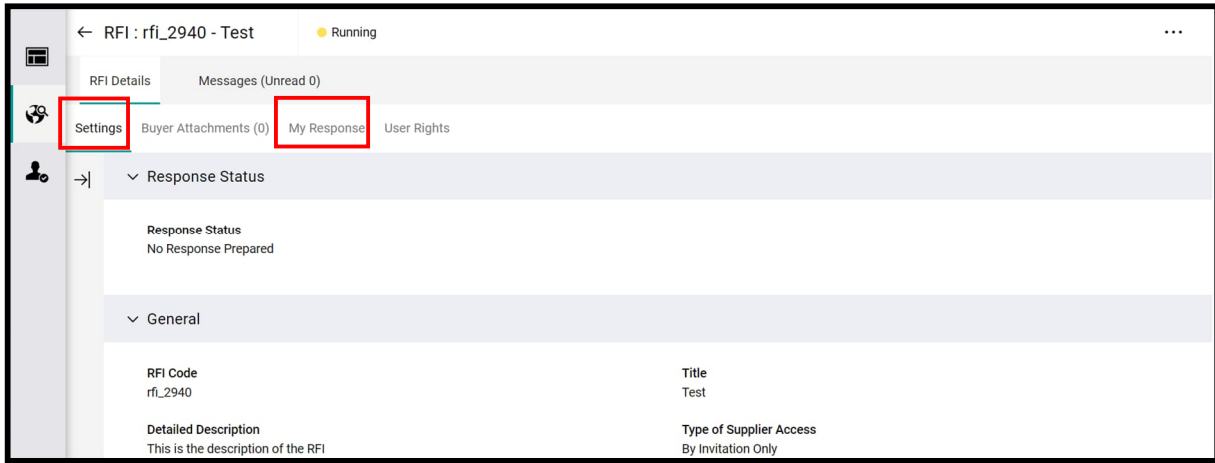 ← RFI : rfi_2940 - Test Running ...
RFI Details Messages (Unread 0)
Settings Buyer Attachments (0) My Response User Rights
Response Status
Response Status
No Response Prepared
General
RFI Code Title
rfi_2940 Test
Detailed Description Type of Supplier Access
This is the description of the RFI By Invitation Only